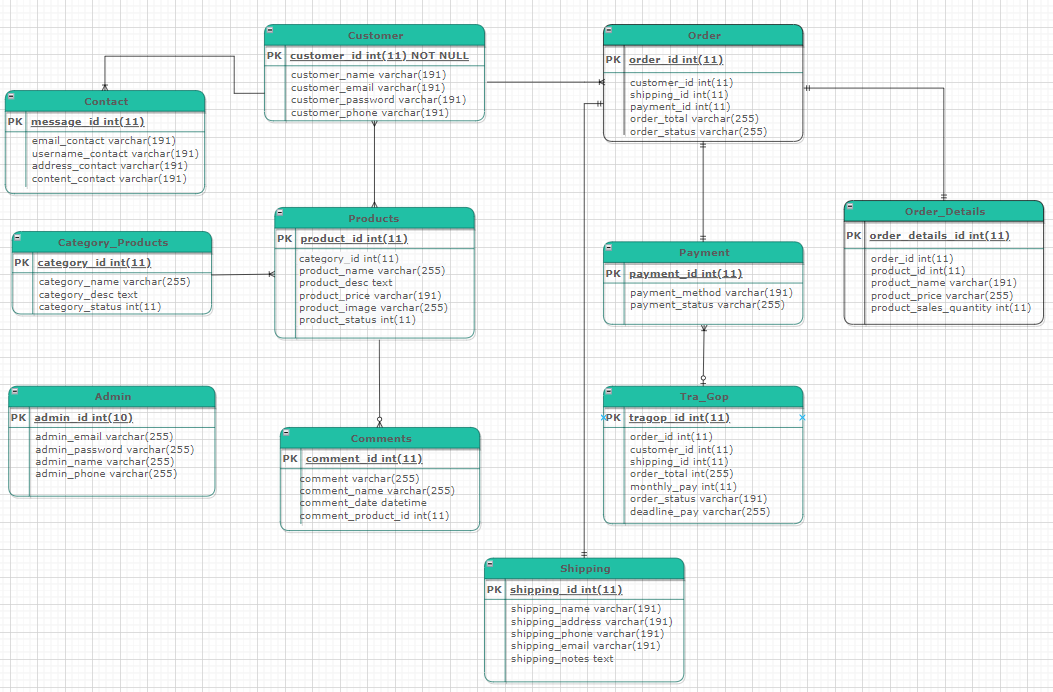 Customer
PK customer_id int(11) NOT NULL
customer_name varchar(191)
customer_email varchar(191)
customer_password varchar(191)
customer_phone varchar(191)
Order
PK order_id int(11)
customer_id int(11)
shipping_id int(11)
payment_id int(11)
order_total varchar(255)
order_status varchar(255)
Contact
PK message_id int(11)
email_contact varchar(191)
username_contact varchar(191)
address_contact varchar(191)
content_contact varchar(191)
Products
PK product_id int(11)
category_id int(11)
product_name varchar(255)
product_desc text
product_price varchar(191)
product_image varchar(255)
product_status int(11)
Order_Details
PK order_details_id int(11)
order_id int(11)
product_id int(11)
product_name varchar(191)
product_price varchar(255)
product_sales_quantity int(11)
Category_Products
PK category_id int(11)
category_name varchar(255)
category_desc text
category_status int(11)
Payment
PK payment_id int(11)
payment_method varchar(191)
payment_status varchar(255)
Admin
PK admin_id int(10)
admin_email varchar(255)
admin_password varchar(255)
admin_name varchar(255)
admin_phone varchar(255)
Tra_Gop
PK tragop_id int(11)
order_id int(11)
customer_id int(11)
shipping_id int(11)
order_total int(255)
monthly_pay int(11)
order_status varchar(191)
deadline_pay varchar(255)
Comments
PK comment_id int(11)
comment varchar(255)
comment_name varchar(255)
comment_date datetime
comment_product_id int(11)
Shipping
PK shipping_id int(11)
shipping_name varchar(191)
shipping_address varchar(191)
shipping_phone varchar(191)
shipping_email varchar(191)
shipping_notes text